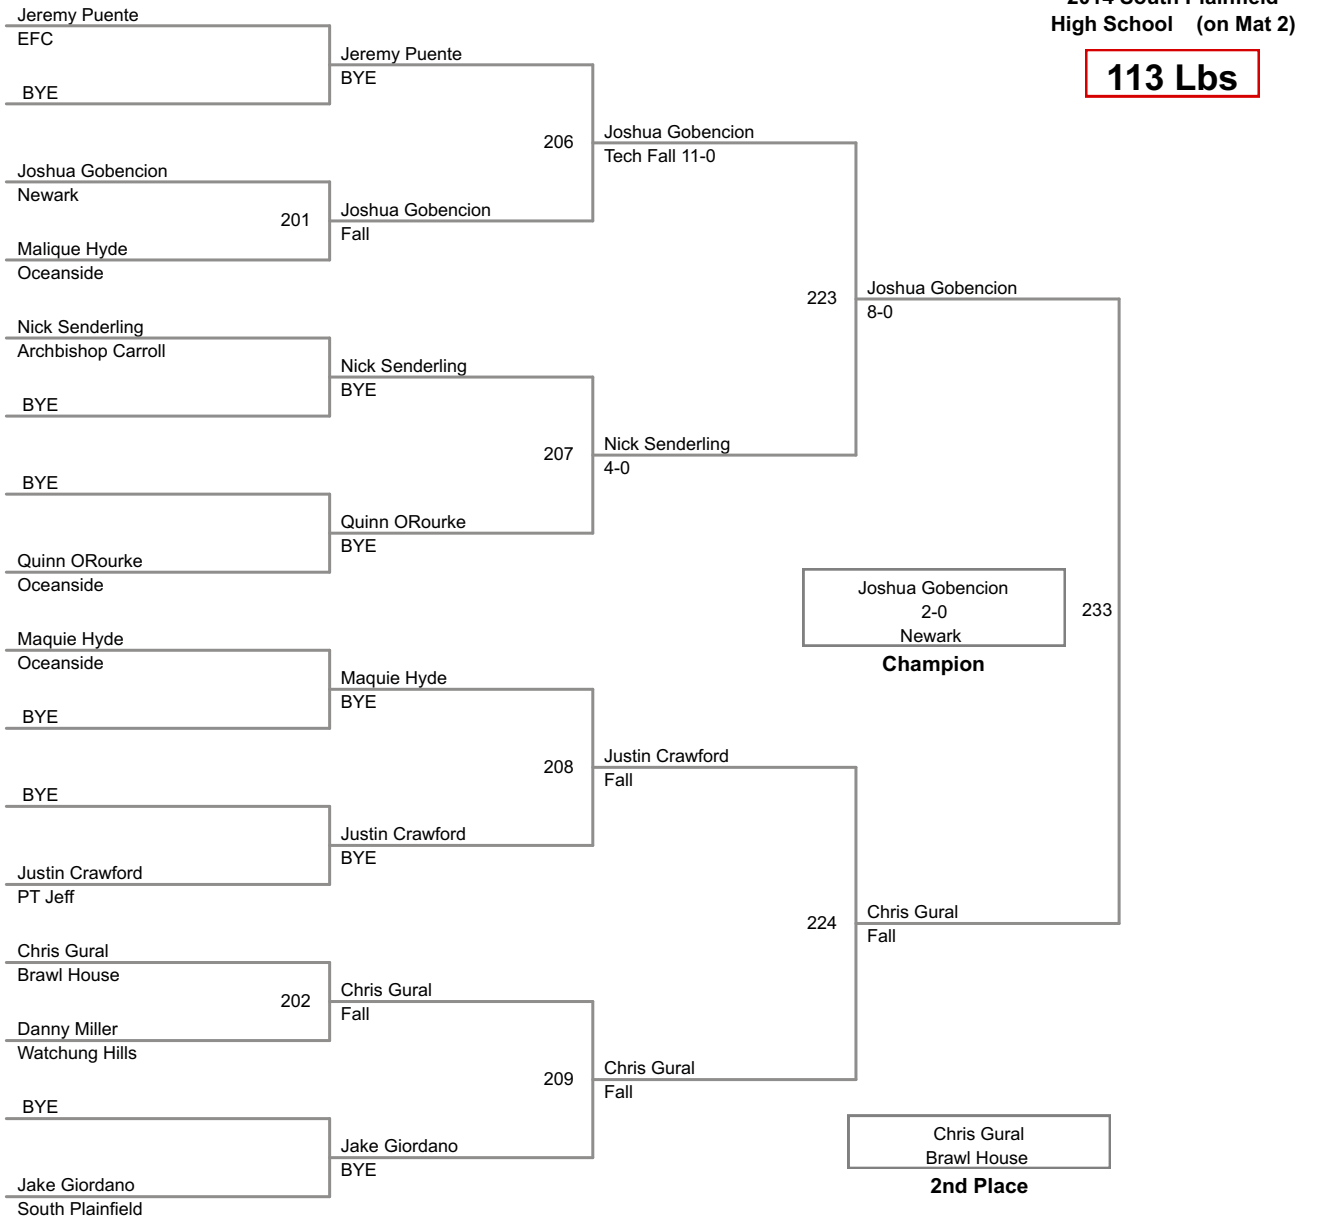 2014 South Plainfield
High School (on Mat 2)
113 Lbs
Jeremy Puente
EFC
BYE
Joshua Gobencion
Newark
201
Malique Hyde
Oceanside
Nick Senderling
Archbishop Carroll
BYE
BYE
Quinn ORourke
Oceanside
Maquie Hyde
Oceanside
BYE
BYE
Justin Crawford
PT Jeff
Chris Gural
Brawl House
202
Danny Miller
Watchung Hills
BYE
Jake Giordano
South Plainfield
Jeremy Puente
BYE
206
Joshua Gobencion
Fall
Nick Senderling
BYE
207
Quinn ORourke
BYE
Maquie Hyde
BYE
208
Justin Crawford
BYE
Chris Gural
Fall
209
Jake Giordano
BYE
Joshua Gobencion
Tech Fall 11-0
223
Nick Senderling
4-0
Justin Crawford
Fall
224
Chris Gural
Fall
Joshua Gobencion
8-0
233
Chris Gural
Fall
Joshua Gobencion
2-0
Newark
Champion
Chris Gural
Brawl House
2nd Place